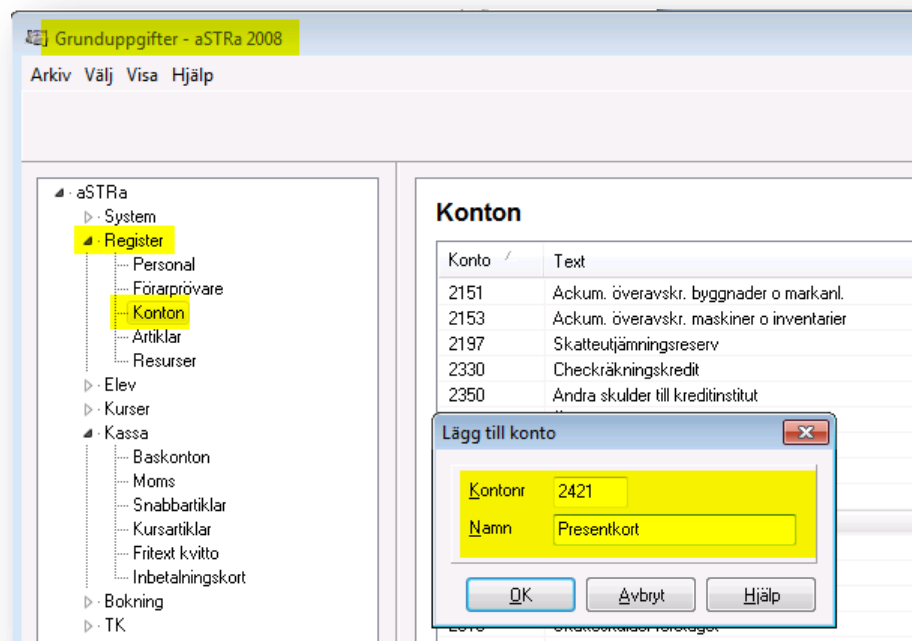 Grunduppgifter - aSTRa 2008
Arkiv Välj Visa Hjälp
aSTRa
System
Register
Personal
Förarprövare
Konton
Artiklar
Resurser
Elev
Kurser
Kassa
Baskonton
Moms
Snabbartiklar
Kursartiklar
Fritext kvitto
Inbetalningskort
Bokning
TK
Konton
Konto Text
2151 Ackum. överavskr. byggnader o markanl.
2153 Ackum. överavskr. maskiner o inventarier
2197 Skatteutjämningsreserv
2330 Checkräkningskredit
2350 Andra skulder till kreditinstitut
Lägg till konto
Kontonr 2421
Namn Presentkort
OK Avbryt Hjälp